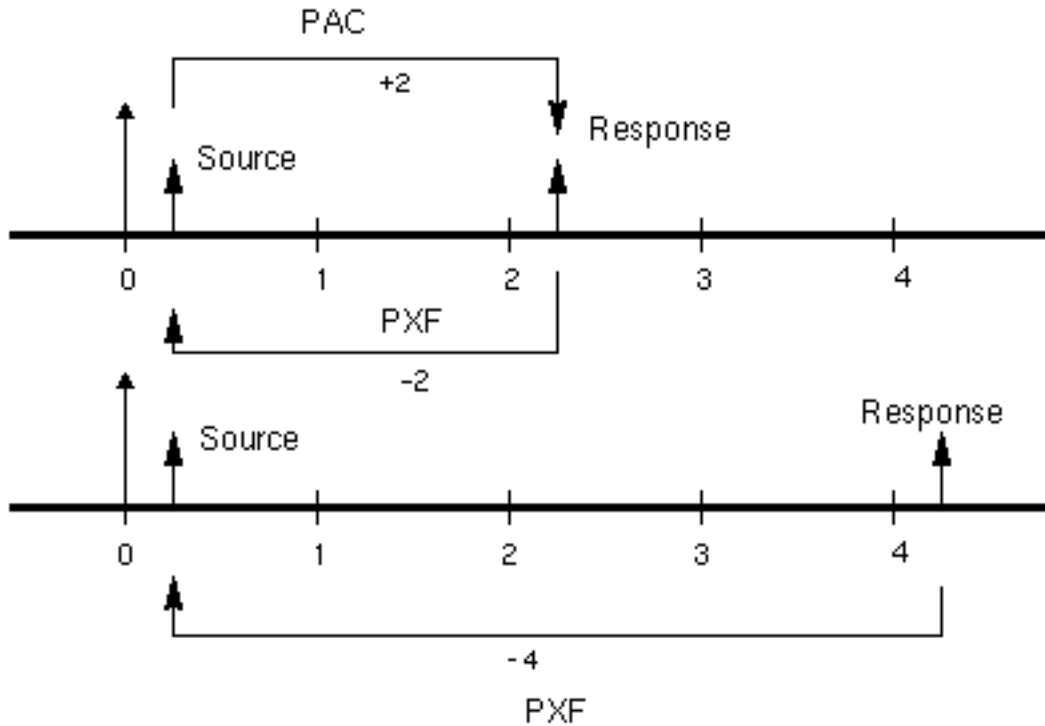 PAC
+2
Response
Source
0 1 2 3 4
PXF
-2
Response
Source
0 1 2 3 4
-4
PXF